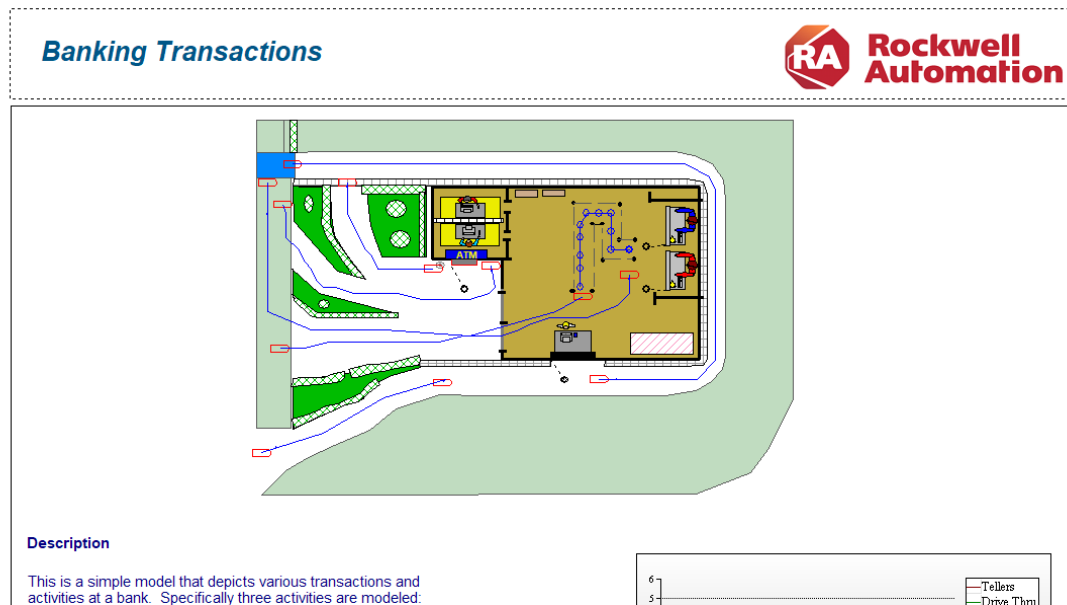 Banking Transactions
RA
Rockwell
Automation
ATM
Description
This is a simple model that depicts various transactions and
activities at a bank. Specifically three activities are modeled:
6
5
Tellers
Drive Thru